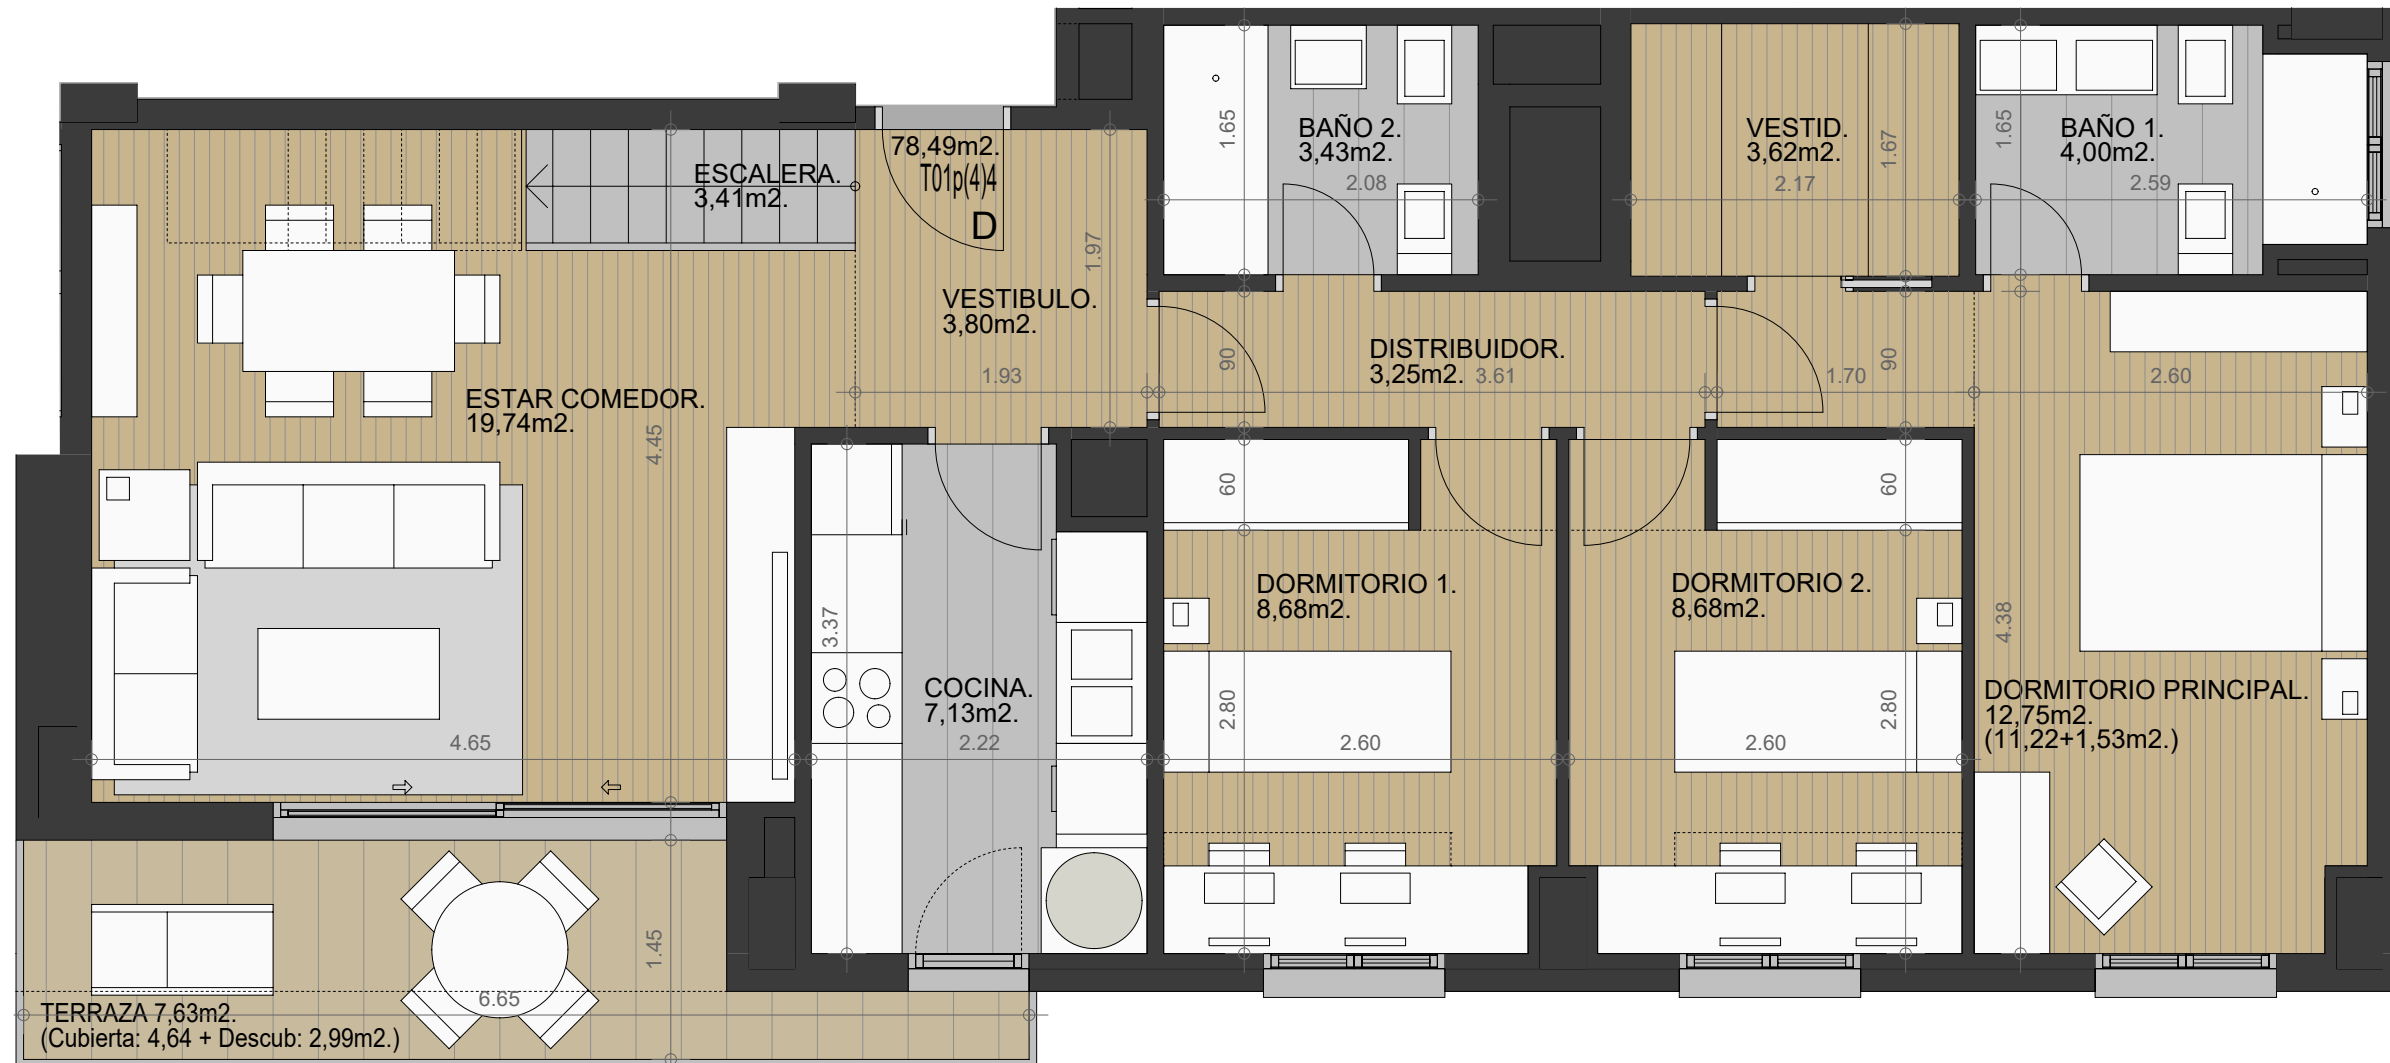 BAÑO 2.
3,43m2.
1.65
2.08
VESTID.
3,62m2.
1.67
2.17
BAÑO 1.
4,00m2.
1.65
2.59
78,49m2.
T01p(4)4
D
ESCALERA.
3,41m2.
1.97
VESTIBULO.
3,80m2.
1.93
DISTRIBUIDOR.
3,25m2.
3.61
90
1.70
90
2.60
ESTAR COMEDOR.
19,74m2.
4.45
4.65
60
60
COCINA.
7,13m2.
3.37
2.22
DORMITORIO 1.
8,68m2.
2.80
2.60
DORMITORIO 2.
8,68m2.
2.80
2.60
4.38
DORMITORIO PRINCIPAL.
12,75m2.
(11,22+1,53m2.)
1.45
6.65
TERRAZA 7,63m2.
(Cubierta: 4,64 + Descub: 2,99m2.)